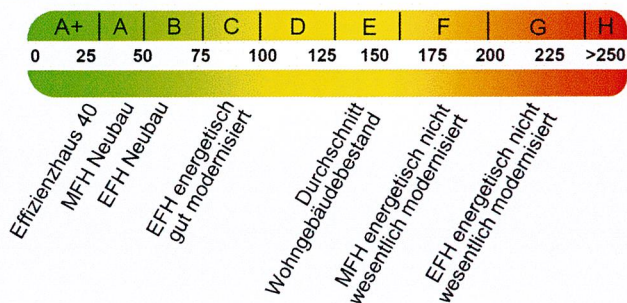 A+ A B C D E F G H
0 25 50 75 100 125 150 175 200 225 >250
Effizienzhaus 40
MFH Neubau
EFH Neubau
EFH energetisch
gut modernisiert
Durchschnitt
Wohngebäudebestand
MFH energetisch nicht
wesentlich modernisiert
EFH energetisch nicht
wesentlich modernisiert